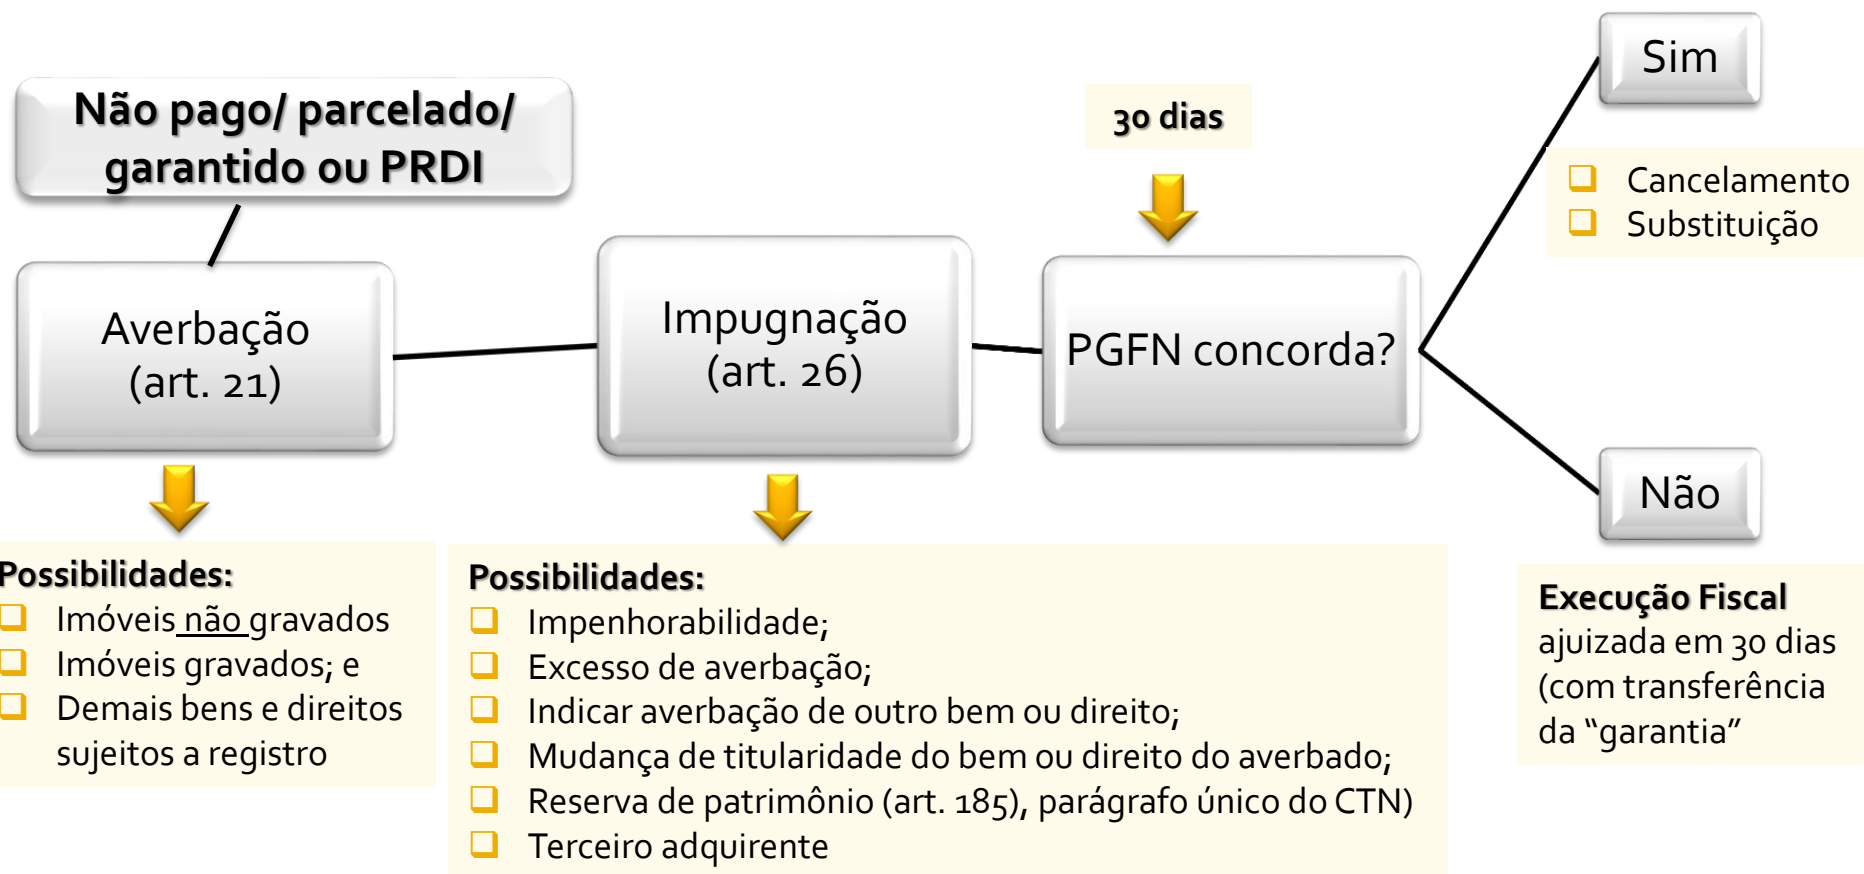 Não pago/ parcelado/
garantido ou PRDI
Averbação
(art. 21)
Possibilidades:
Imóveis não gravados
Imóveis gravados; e
Demais bens e direitos
sujeitos a registro
Impugnação
(art. 26)
Possibilidades:
Impenhorabilidade;
Excesso de averbação;
Indicar averbação de outro bem ou direito;
Mudança de titularidade do bem ou direito do averbado;
Reserva de patrimônio (art. 185), parágrafo único do CTN)
Terceiro adquirente
30 dias
PGFN concorda?
Sim
Cancelamento
Substituição
Não
Execução Fiscal
ajuizada em 30 dias
(com transferência
da “garantia”